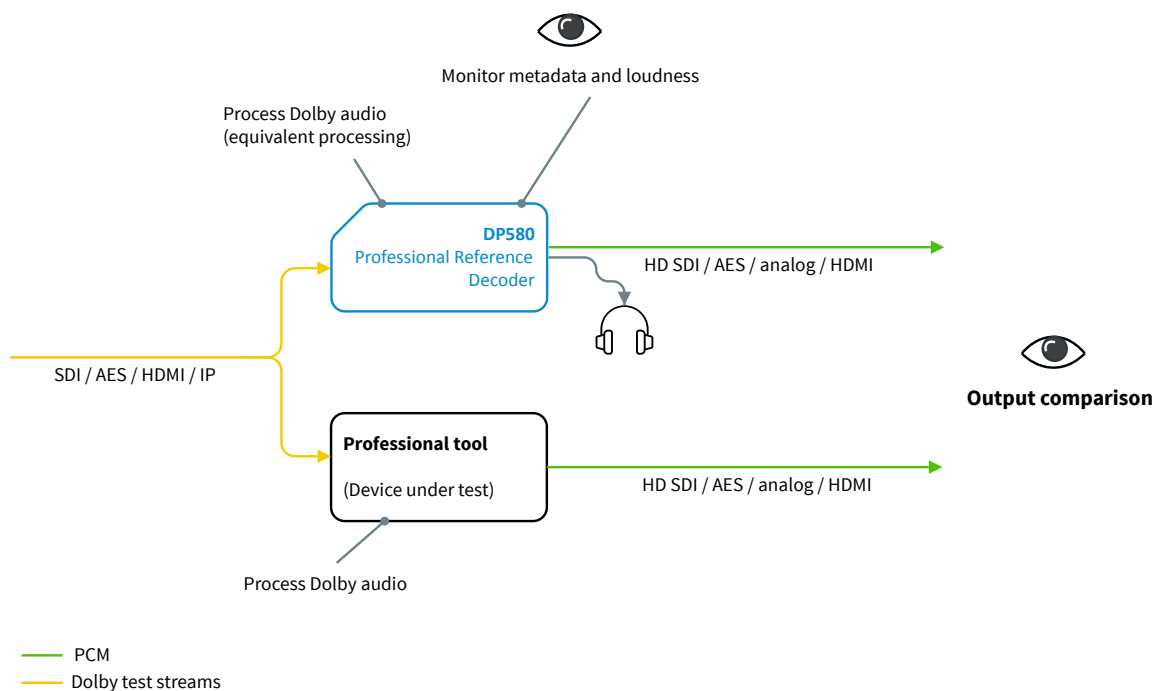 Monitor metadata and loudness
Process Dolby audio
(equivalent processing)
DP580
Professional Reference
Decoder
HD SDI / AES / analog / HDMI
SDI / AES / HDMI / IP
Output comparison
Professional tool
(Device under test)
HD SDI / AES / analog / HDMI
Process Dolby audio
PCM
Dolby test streams